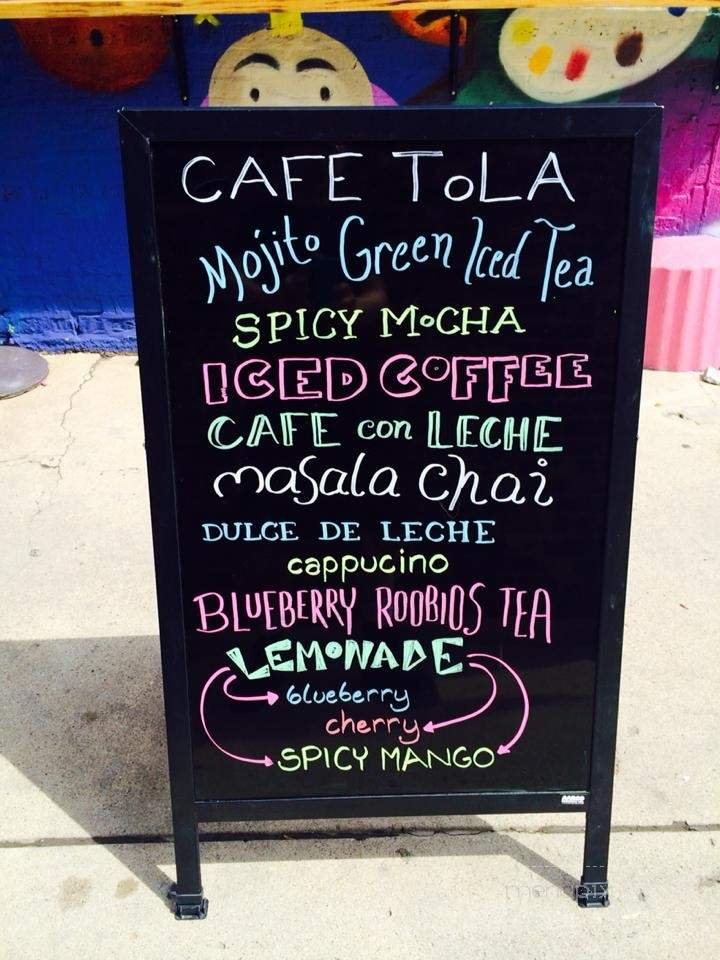 CAFE ToLA
Mojito Green Iced Tea
SPICY MoCHA
ICED COFFEE
CAFE con LECHE
masala chai
DULCE DE LECHE
cappucino
BLUEBERRY ROOBIOS TEA
LEMoNADE
blueberry
cherry
SPICY MANGO
menupix